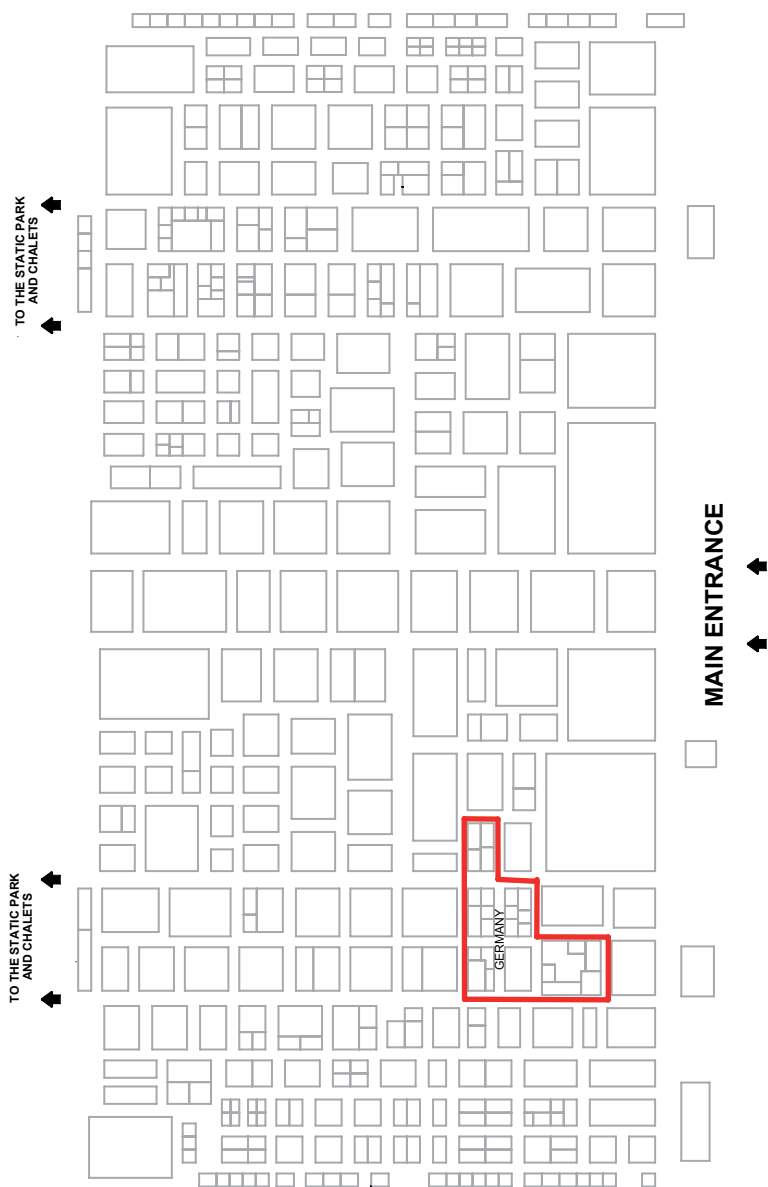 TO THE STATIC PARK
AND CHALETS
MAIN ENTRANCE
TO THE STATIC PARK
AND CHALETS
GERMANY